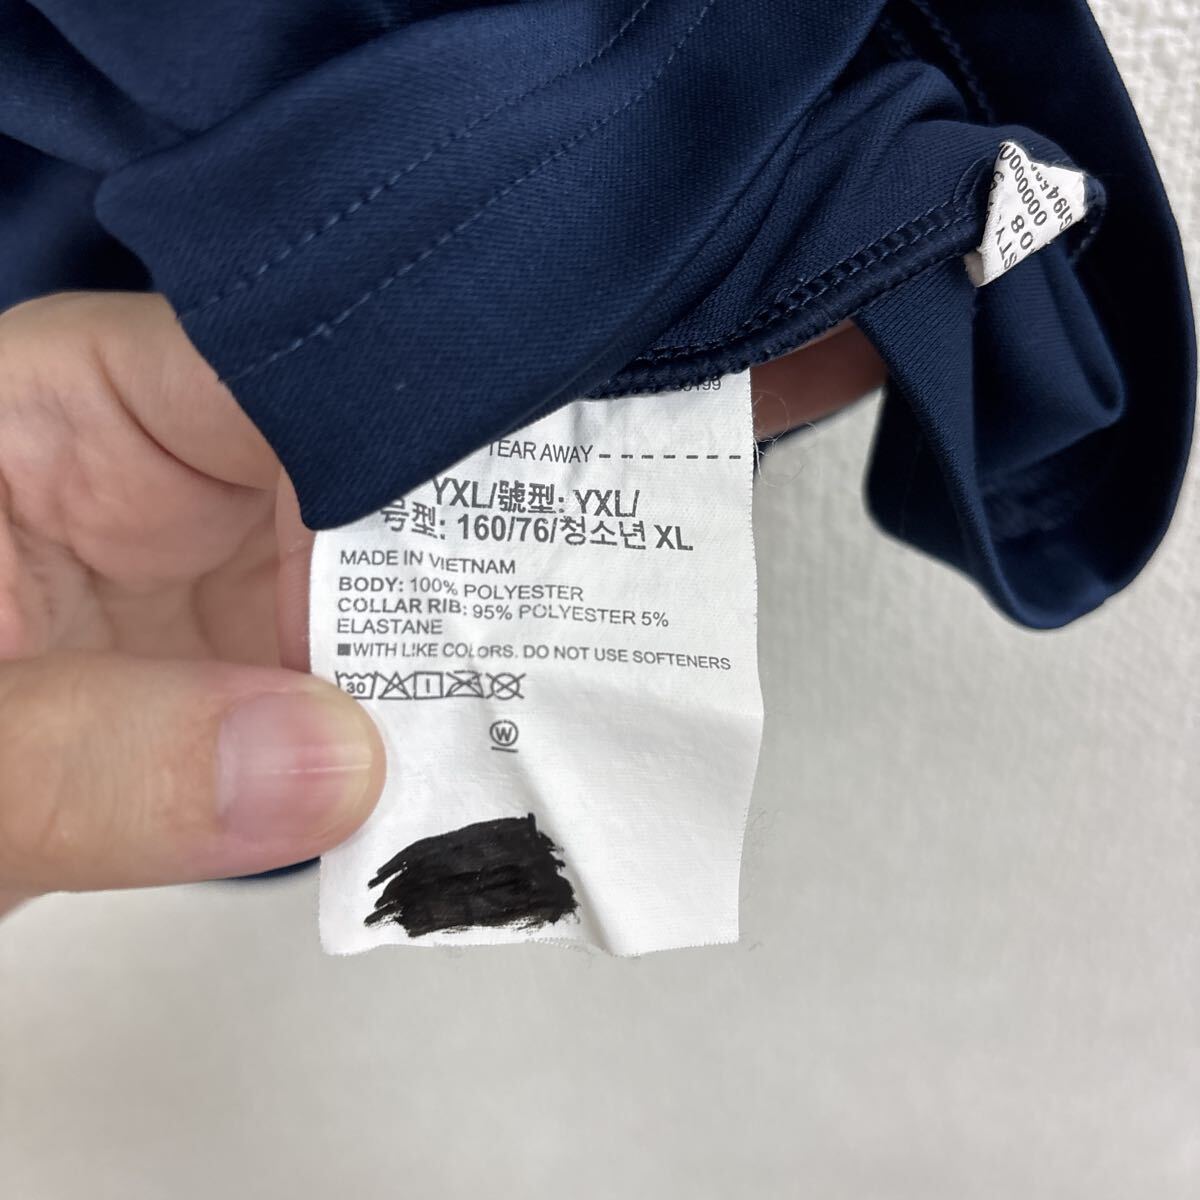 TEAR AWAY - - - - - - -
YXL/號型: YXL/
号型: 160/76/청소년 XL
MADE IN VIETNAM
BODY: 100% POLYESTER
COLLAR RIB: 95% POLYESTER 5%
ELASTANE
■WITH LIKE COLORS. DO NOT USE SOFTENERS
30
W